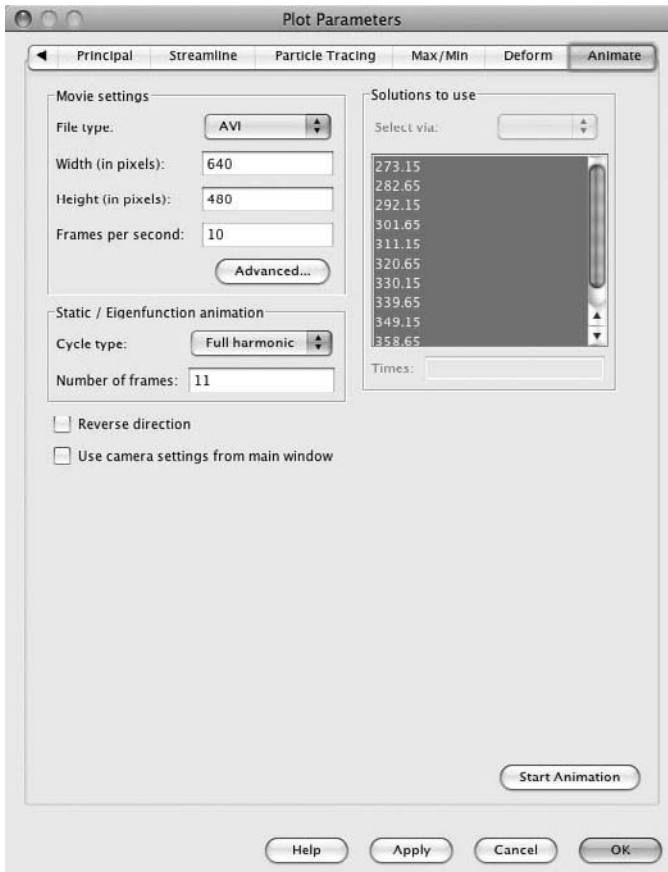 Plot Parameters
Principal Streamline Particle Tracing Max/Min Deform Animate
Movie settings
File type: AVI
Width (in pixels): 640
Height (in pixels): 480
Frames per second: 10
Advanced...
Static / Eigenfunction animation
Cycle type: Full harmonic
Number of frames: 11
Reverse direction
Use camera settings from main window
Solutions to use
Select via:
273.15
282.65
292.15
301.65
311.15
320.65
330.15
339.65
349.15
358.65
Times:
Start Animation
Help Apply Cancel OK